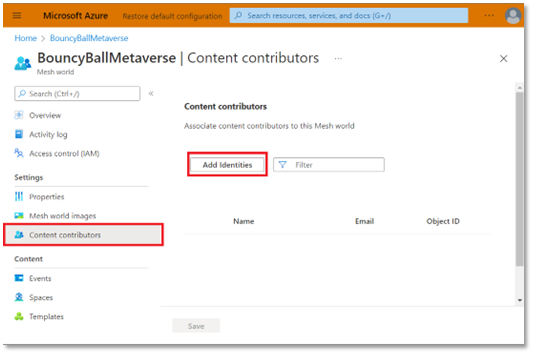 Microsoft Azure
Restore default configuration
Search resources, services, and docs (G+/)
Home > BouncyBallMetaverse
BouncyBallMetaverse | Content contributors
Mesh world
Search (Ctrl+/)
Overview
Activity log
Access control (IAM)
Settings
Properties
Mesh world images
Content contributors
Content
Events
Spaces
Templates
Content contributors
Associate content contributors to this Mesh world
Add Identities
Filter
Name Email Object ID
Save